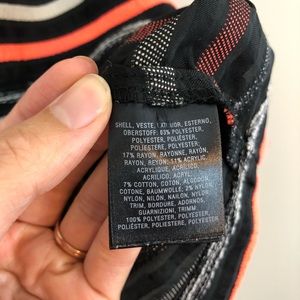 SHELL, VESTE, EXTERIOR, ESTERNO,
OBERSTOFF: 63% POLYESTER,
POLYESTER, POLIÉSTER,
POLIESTERE, POLYESTER;
17% RAYON, RAYONNE, RAYÓN,
RAYON, REYON; 11% ACRYLIC,
ACRYLIQUE, ACRÍLICO,
ACRILICO, ACRYL;
7% COTTON, COTON, ALGODÓN,
COTONE, BAUMWOLLE; 2% NYLON,
NYLON, NILÓN, NAILON, NYLON;
TRIM, BORDURE, ADORNOS,
GUARNIZIONI, TRIMM
100% POLYESTER, POLYESTER,
POLIÉSTER, POLIESTERE, POLYESTER